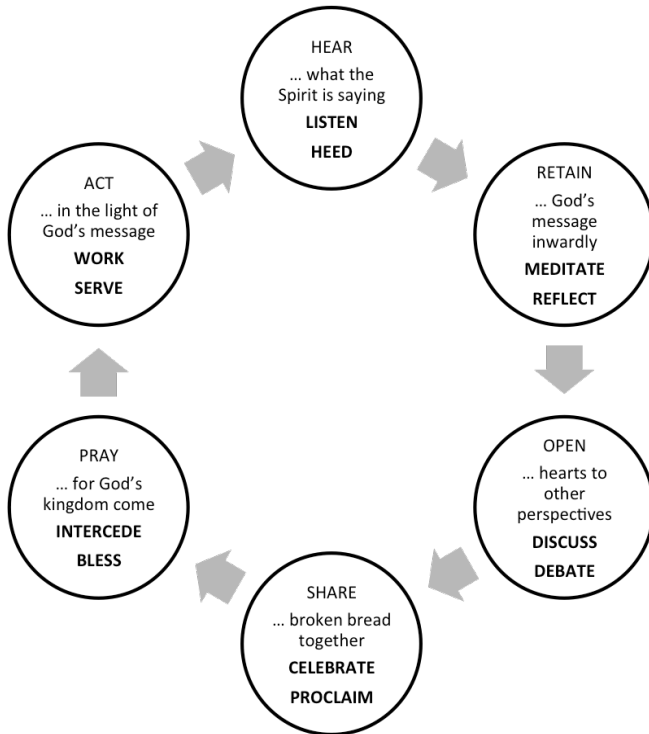 HEAR
... what the
Spirit is saying
LISTEN
HEED
RETAIN
... God's
message
inwardly
MEDITATE
REFLECT
OPEN
... hearts to
other
perspectives
DISCUSS
DEBATE
SHARE
... broken bread
together
CELEBRATE
PROCLAIM
PRAY
... for God's
kingdom come
INTERCEDE
BLESS
ACT
... in the light of
God's message
WORK
SERVE